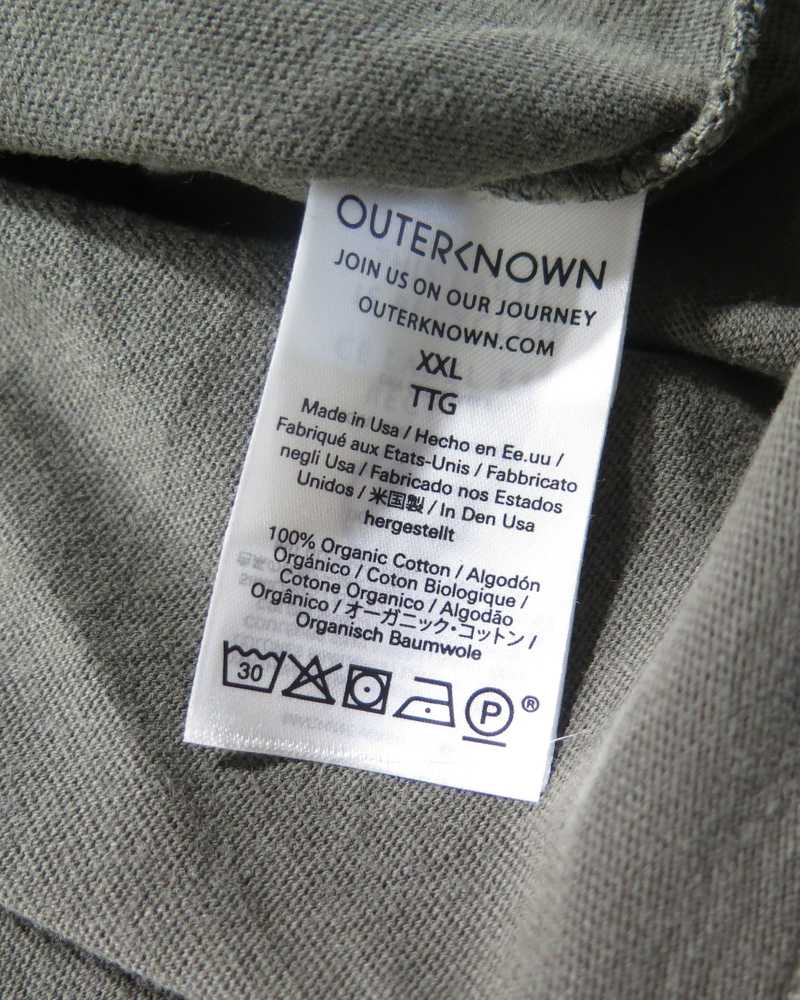 OUTERKNOWN
JOIN US ON OUR JOURNEY
OUTERKNOWN.COM
XXL
TTG
Made in Usa / Hecho en Ee.uu /
Fabriqué aux Etats-Unis / Fabbricato
negli Usa / Fabricado nos Estados
Unidos / 米国製 / In Den Usa
hergestellt
100% Organic Cotton / Algodón
Orgánico / Coton Biologique /
Cotone Organico / Algodão
Orgânico / オーガニック・コットン /
Organisch Baumwole
30 P ®